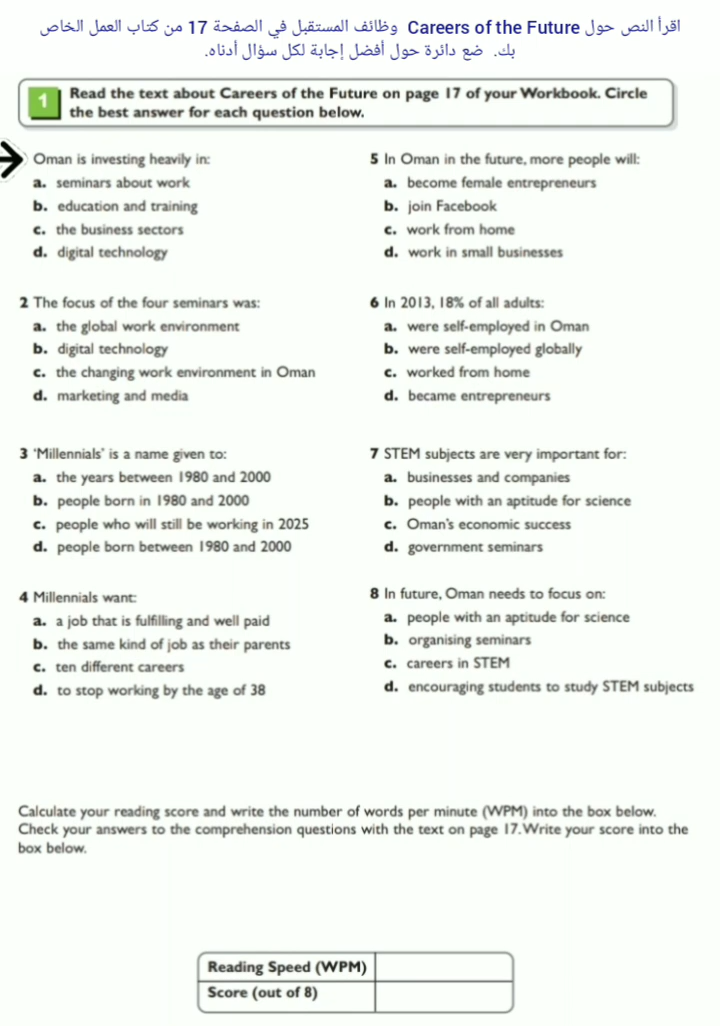 اقرأ النص حول Careers of the Future وظائف المستقبل في الصفحة 17 من كتاب العمل الخاص
بك. ضع دائرة حول أفضل إجابة لكل سؤال أدناه.
1 Read the text about Careers of the Future on page 17 of your Workbook. Circle
the best answer for each question below.
Oman is investing heavily in:
a. seminars about work
b. education and training
c. the business sectors
d. digital technology
2 The focus of the four seminars was:
a. the global work environment
b. digital technology
c. the changing work environment in Oman
d. marketing and media
3 'Millennials' is a name given to:
a. the years between 1980 and 2000
b. people born in 1980 and 2000
c. people who will still be working in 2025
d. people born between 1980 and 2000
4 Millennials want:
a. a job that is fulfilling and well paid
b. the same kind of job as their parents
c. ten different careers
d. to stop working by the age of 38
5 In Oman in the future, more people will:
a. become female entrepreneurs
b. join Facebook
c. work from home
d. work in small businesses
6 In 2013, 18% of all adults:
a. were self-employed in Oman
b. were self-employed globally
c. worked from home
d. became entrepreneurs
7 STEM subjects are very important for:
a. businesses and companies
b. people with an aptitude for science
c. Oman's economic success
d. government seminars
8 In future, Oman needs to focus on:
a. people with an aptitude for science
b. organising seminars
c. careers in STEM
d. encouraging students to study STEM subjects
Calculate your reading score and write the number of words per minute (WPM) into the box below.
Check your answers to the comprehension questions with the text on page 17. Write your score into the
box below.
Reading Speed (WPM)
Score (out of 8)